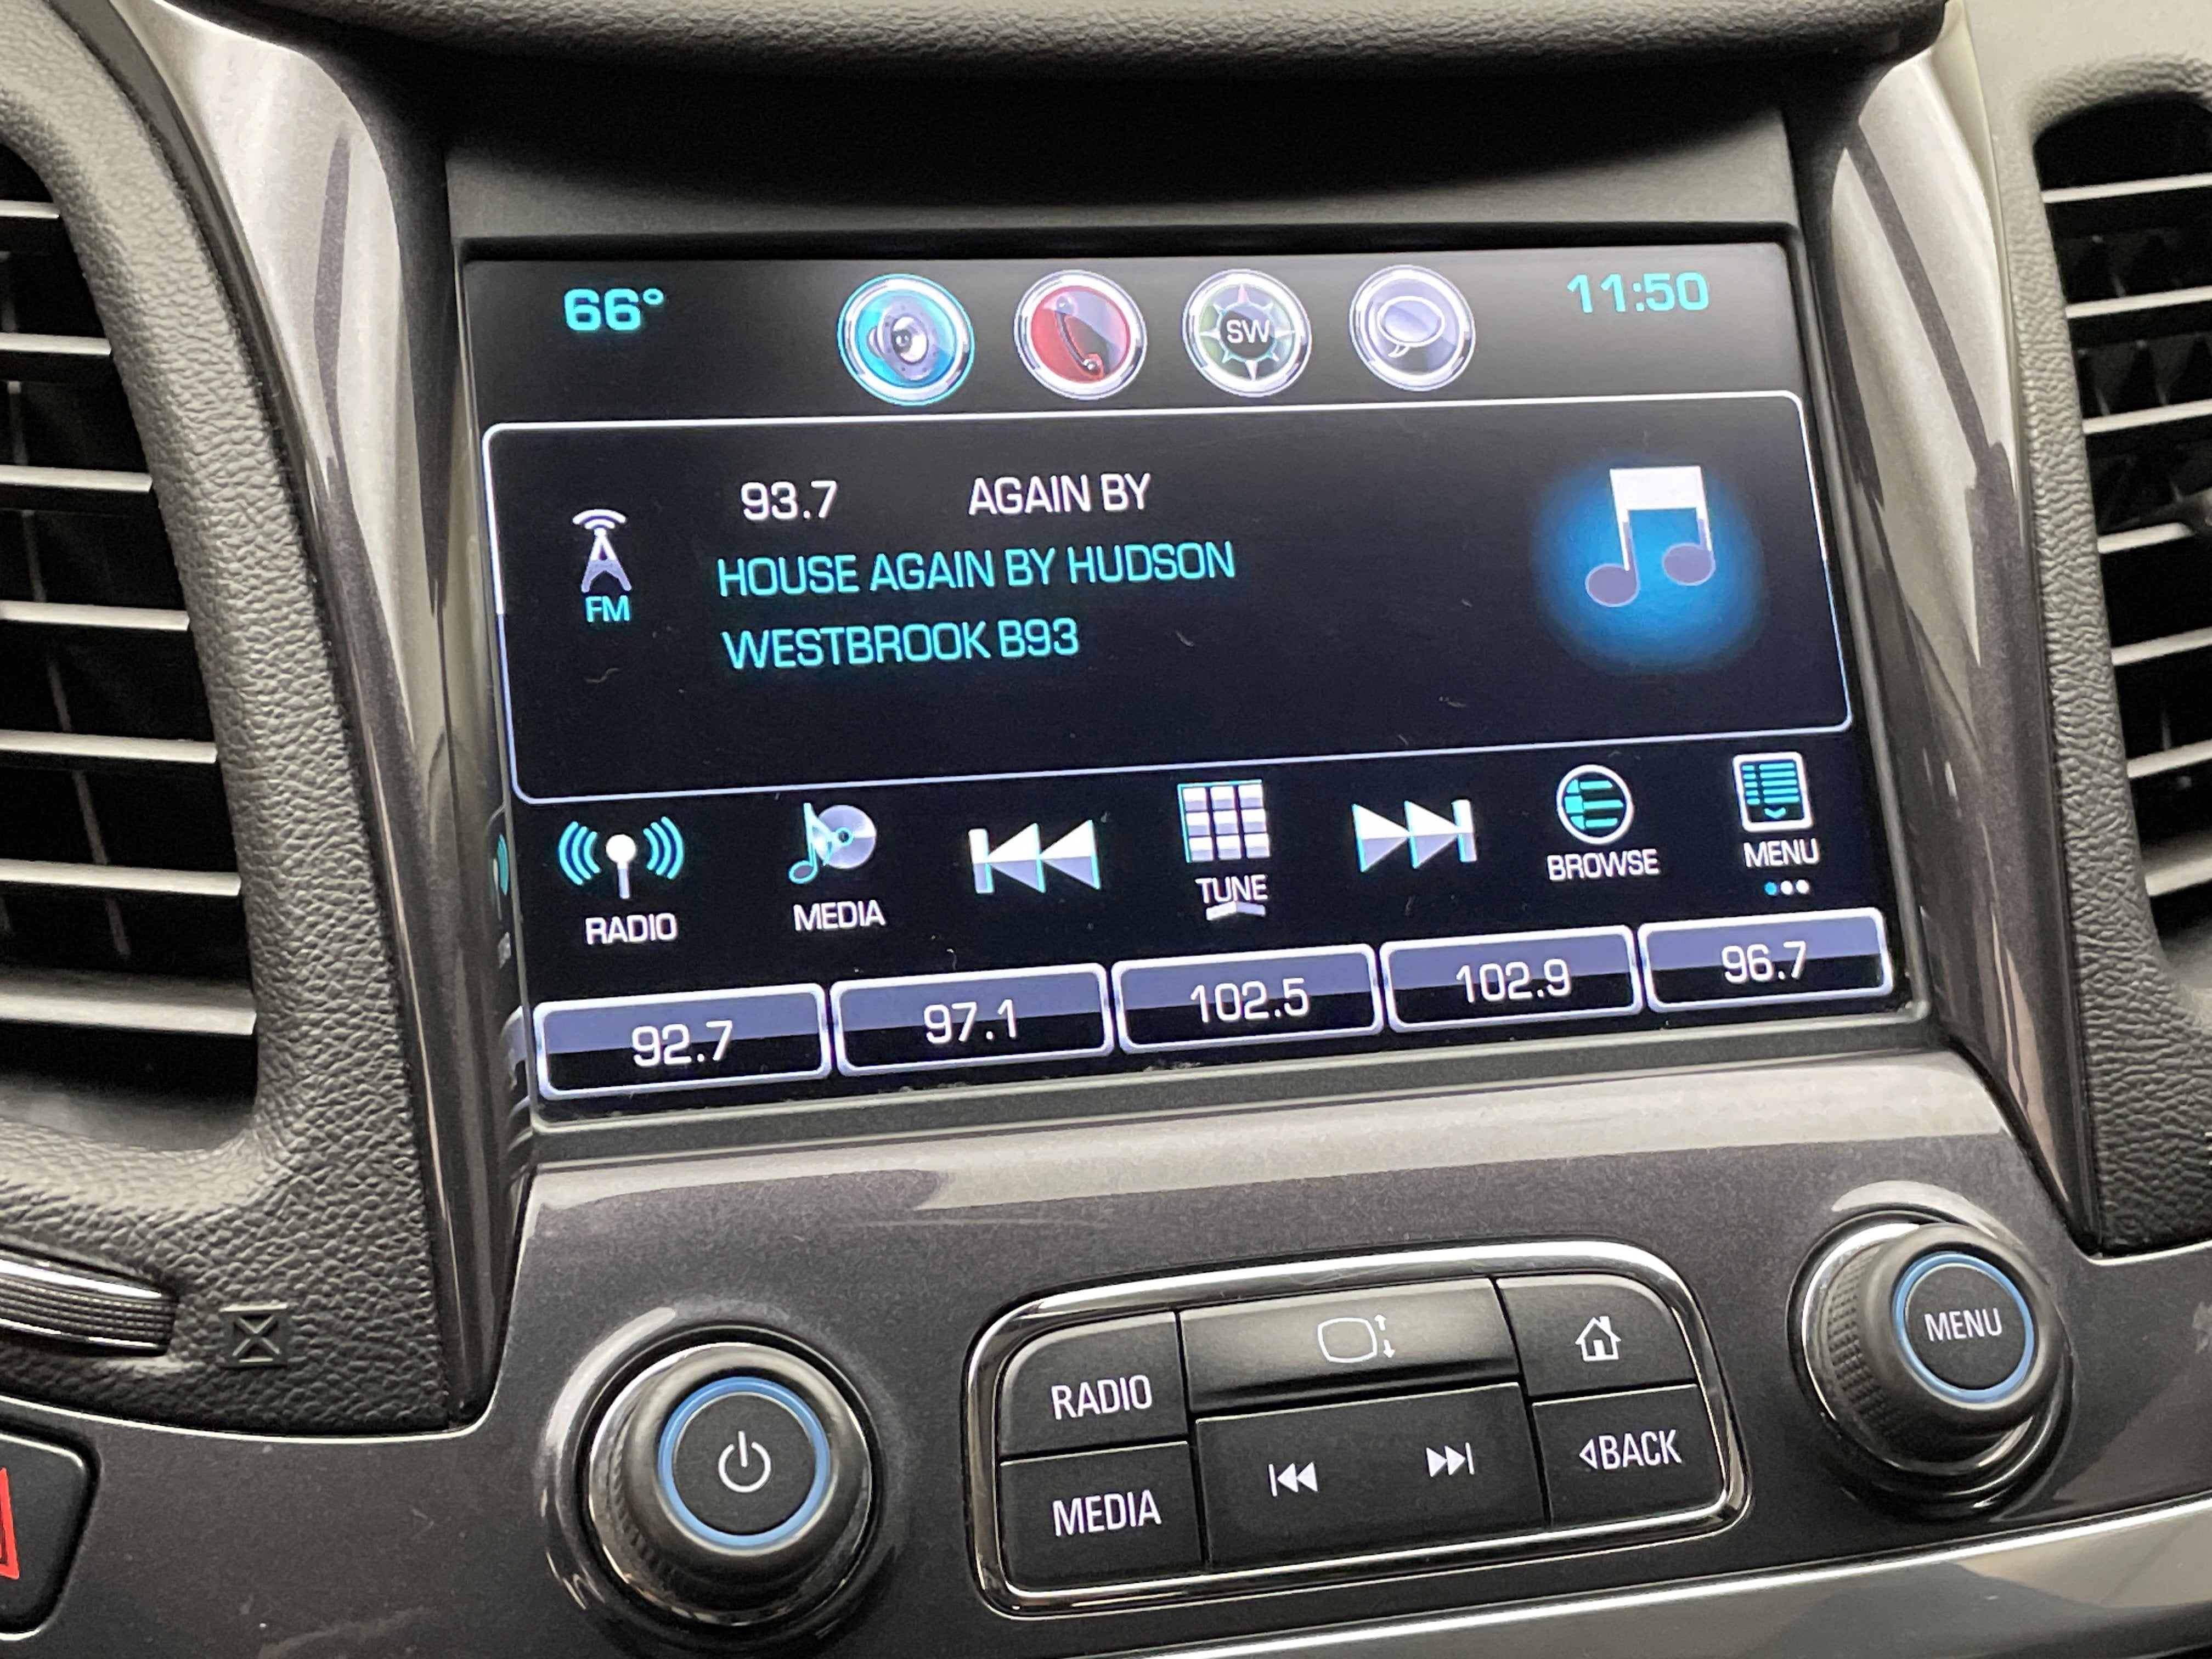 66° SW 11:50
93.7 AGAIN BY
HOUSE AGAIN BY HUDSON
FM
WESTBROOK B93
RADIO MEDIA TUNE BROWSE MENU
92.7 97.1 102.5 102.9 96.7
RADIO
MENU
MEDIA
BACK